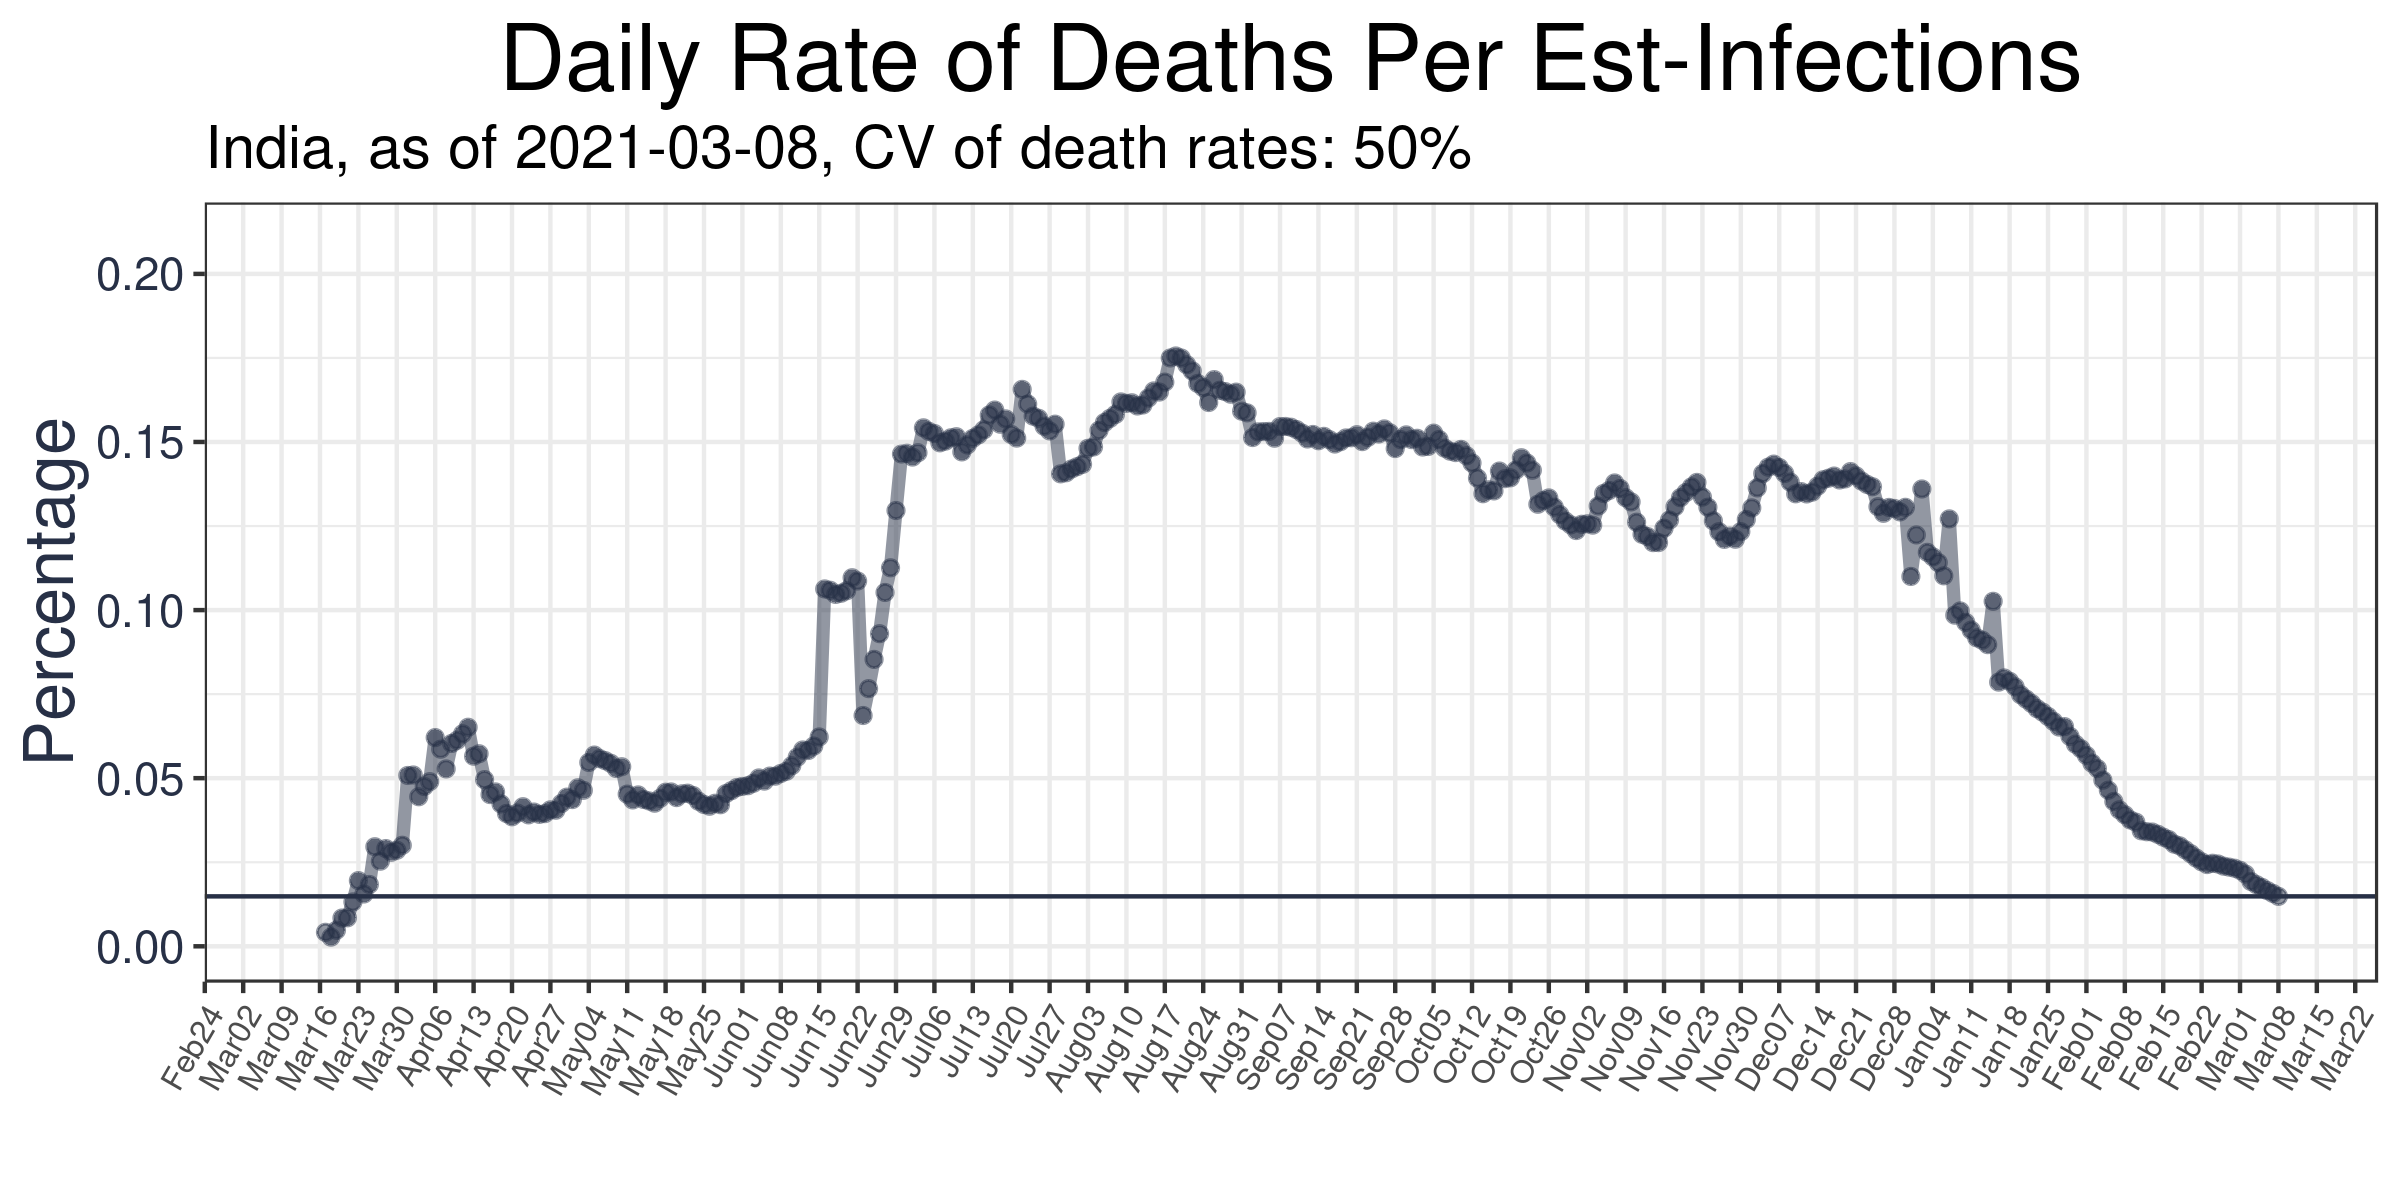 Daily Rate of Deaths Per Est-Infections
India, as of 2021-03-08, CV of death rates: 50%
Percentage
0.20
0.15
0.10
0.05
0.00
Feb24
Mar02
Mar09
Mar16
Mar23
Mar30
Apr06
Apr13
Apr20
Apr27
May04
May11
May18
May25
Jun01
Jun08
Jun15
Jun22
Jun29
Jul06
Jul13
Jul20
Jul27
Aug03
Aug10
Aug17
Aug24
Aug31
Sep07
Sep14
Sep21
Sep28
Oct05
Oct12
Oct19
Oct26
Nov02
Nov09
Nov16
Nov23
Nov30
Dec07
Dec14
Dec21
Dec28
Jan04
Jan11
Jan18
Jan25
Feb01
Feb08
Feb15
Feb22
Mar01
Mar08
Mar15
Mar22